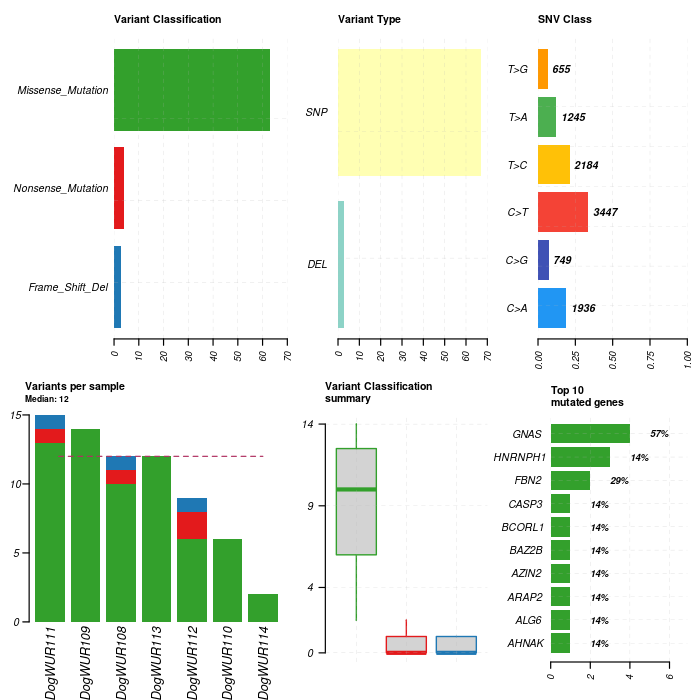 Variant Classification
Missense_Mutation
Nonsense_Mutation
Frame_Shift_Del
0 10 20 30 40 50 60 70
Variant Type
SNP
DEL
0 10 20 30 40 50 60 70
SNV Class
T>G 655
T>A 1245
T>C 2184
C>T 3447
C>G 749
C>A 1936
0.00 0.25 0.50 0.75 1.00
Variants per sample
Median: 12
15
10
5
0
DogWUR111 DogWUR109 DogWUR108 DogWUR113 DogWUR112 DogWUR110 DogWUR114
Variant Classification
summary
14
9
4
0
Top 10
mutated genes
GNAS 57%
HNRNPH1 14%
FBN2 29%
CASP3 14%
BCORL1 14%
BAZ2B 14%
AZIN2 14%
ARAP2 14%
ALG6 14%
AHNAK 14%
0 2 4 6